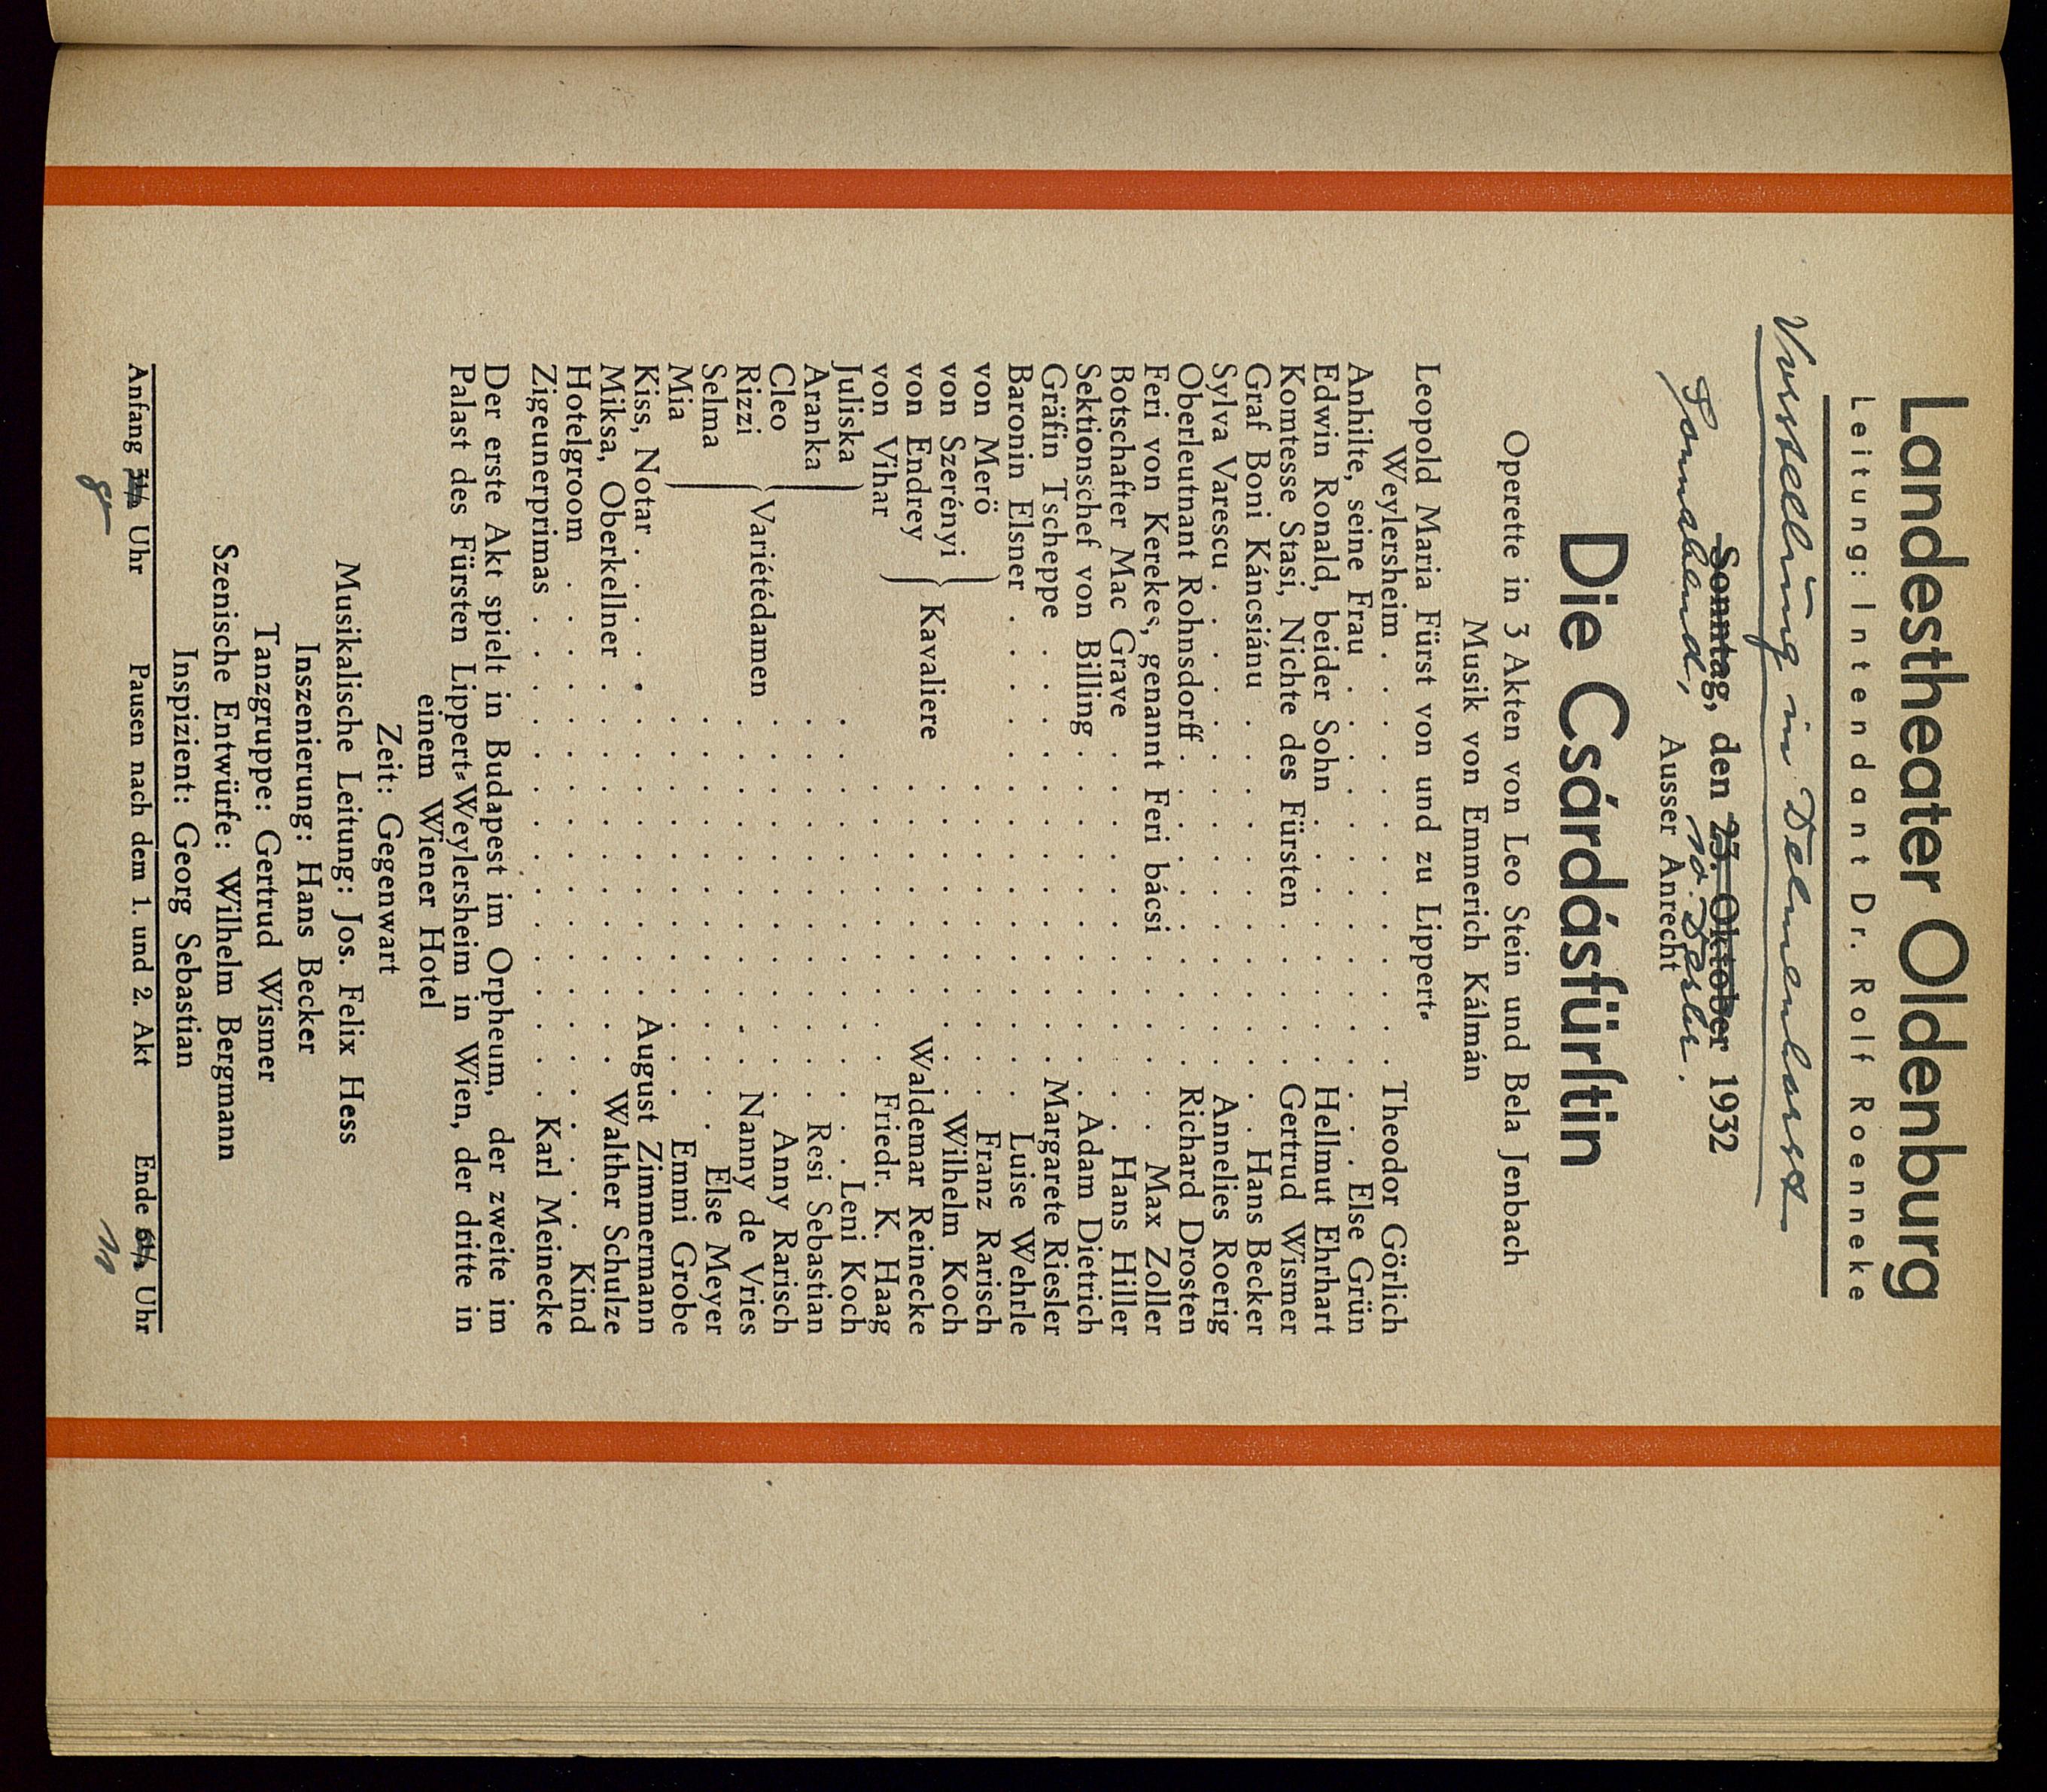 Landestheater Oldenburg
Leitung: Intendant Dr. Rolf Roenneke
Vorstellung in Delmenhorst
Sonntag, den 23. Oktober 1932
Sonnabend, 10. Dezbr.
Ausser Anrecht
Die Csárdásfürſtin
Operette in 3 Akten von Leo Stein und Bela Jenbach
Musik von Emmerich Kálmán
Leopold Maria Fürst von und zu Lippert-
Weylersheim . . . . . . . . . . . . Theodor Görlich
Anhilte, seine Frau . . . . . . . . . . . . Else Grün
Edwin Ronald, beider Sohn . . . . . . . . Hellmut Ehrhart
Komtesse Stasi, Nichte des Fürsten . . . . . Gertrud Wismer
Graf Boni Káncsiánu . . . . . . . . . . . Hans Becker
Sylva Varescu . . . . . . . . . . . . . Annelies Roerig
Oberleutnant Rohnsdorff . . . . . . . . . Richard Drosten
Feri von Kerekes, genannt Feri bácsi . . . . . Max Zoller
Botschafter Mac Grave . . . . . . . . . . Hans Hiller
Sektionschef von Billing . . . . . . . . . . Adam Dietrich
Gräfin Tscheppe . . . . . . . . . . . Margarete Riesler
Baronin Elsner . . . . . . . . . . . . . Luise Wehrle
von Merö . . . . . . . . Franz Rarisch
von Szerényi . . . . . . . . Wilhelm Koch
Kavaliere
von Endrey . . . . . . . Waldemar Reinecke
von Vihar . . . . . . . . Friedr. K. Haag
Juliska . . . . . . . . . . Leni Koch
Aranka . . . . . . . . . Resi Sebastian
Cleo . . . . . . . . . Anny Rarisch
Variétédamen
Rizzi . . . . . . . . . Nanny de Vries
Selma . . . . . . . . . . Else Meyer
Mia . . . . . . . . . Emmi Grobe
Kiss, Notar . . . . . . . . . . . August Zimmermann
Miksa, Oberkellner . . . . . . . . . . Walther Schulze
Hotelgroom . . . . . . . . . . . . . . . . Kind
Zigeunerprimas . . . . . . . . . . . . Karl Meinecke
Der erste Akt spielt in Budapest im Orpheum, der zweite im
Palast des Fürsten Lippert-Weylersheim in Wien, der dritte in
einem Wiener Hotel
Zeit: Gegenwart
Musikalische Leitung: Jos. Felix Hess
Inszenierung: Hans Becker
Tanzgruppe: Gertrud Wismer
Szenische Entwürfe: Wilhelm Bergmann
Inspizient: Georg Sebastian
Anfang Uhr Pausen nach dem 1. und 2. Akt Ende Uhr